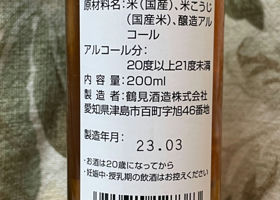 原材料名：米（国産）、米こうじ
（国産米）、醸造アル
コール
アルコール分：
20度以上21度未満
内容量：200ml
製造者：鶴見酒造株式会社
愛知県津島市百町字旭46番地
製造年月： 23.03
・お酒は20歳になってから
・妊娠中・授乳期の飲酒はお控えください